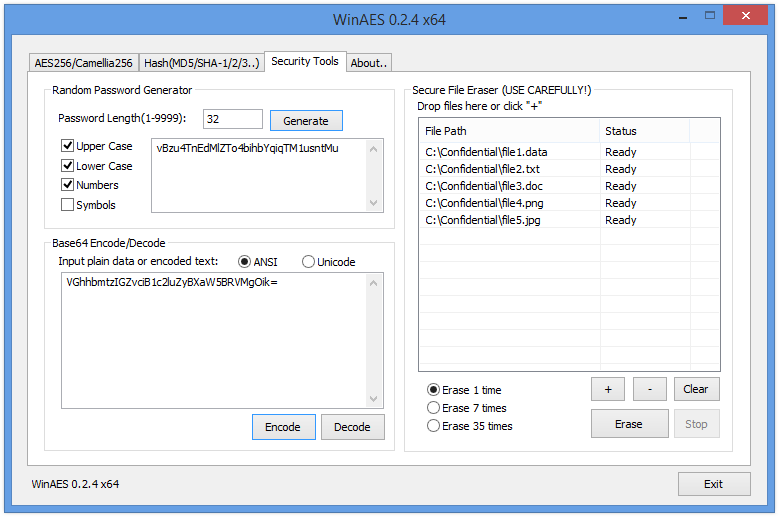 WinAES 0.2.4 x64
AES256/Camellia256 Hash(MD5/SHA-1/2/3..) Security Tools About..
Random Password Generator
Password Length(1-9999): 32 Generate
Upper Case
Lower Case
Numbers
Symbols
vBzu4TnEdMlZTo4bihbYqiqTM1usntMu
Base64 Encode/Decode
Input plain data or encoded text: ANSI Unicode
VGhhbmtzIGZvciB1c2luZyBXaW5BRVMgOik=
Encode Decode
Secure File Eraser (USE CAREFULLY!)
Drop files here or click "+"
File Path Status
C:\Confidential\file1.data Ready
C:\Confidential\file2.txt Ready
C:\Confidential\file3.doc Ready
C:\Confidential\file4.png Ready
C:\Confidential\file5.jpg Ready
Erase 1 time
Erase 7 times
Erase 35 times
+ - Clear
Erase Stop
WinAES 0.2.4 x64
Exit